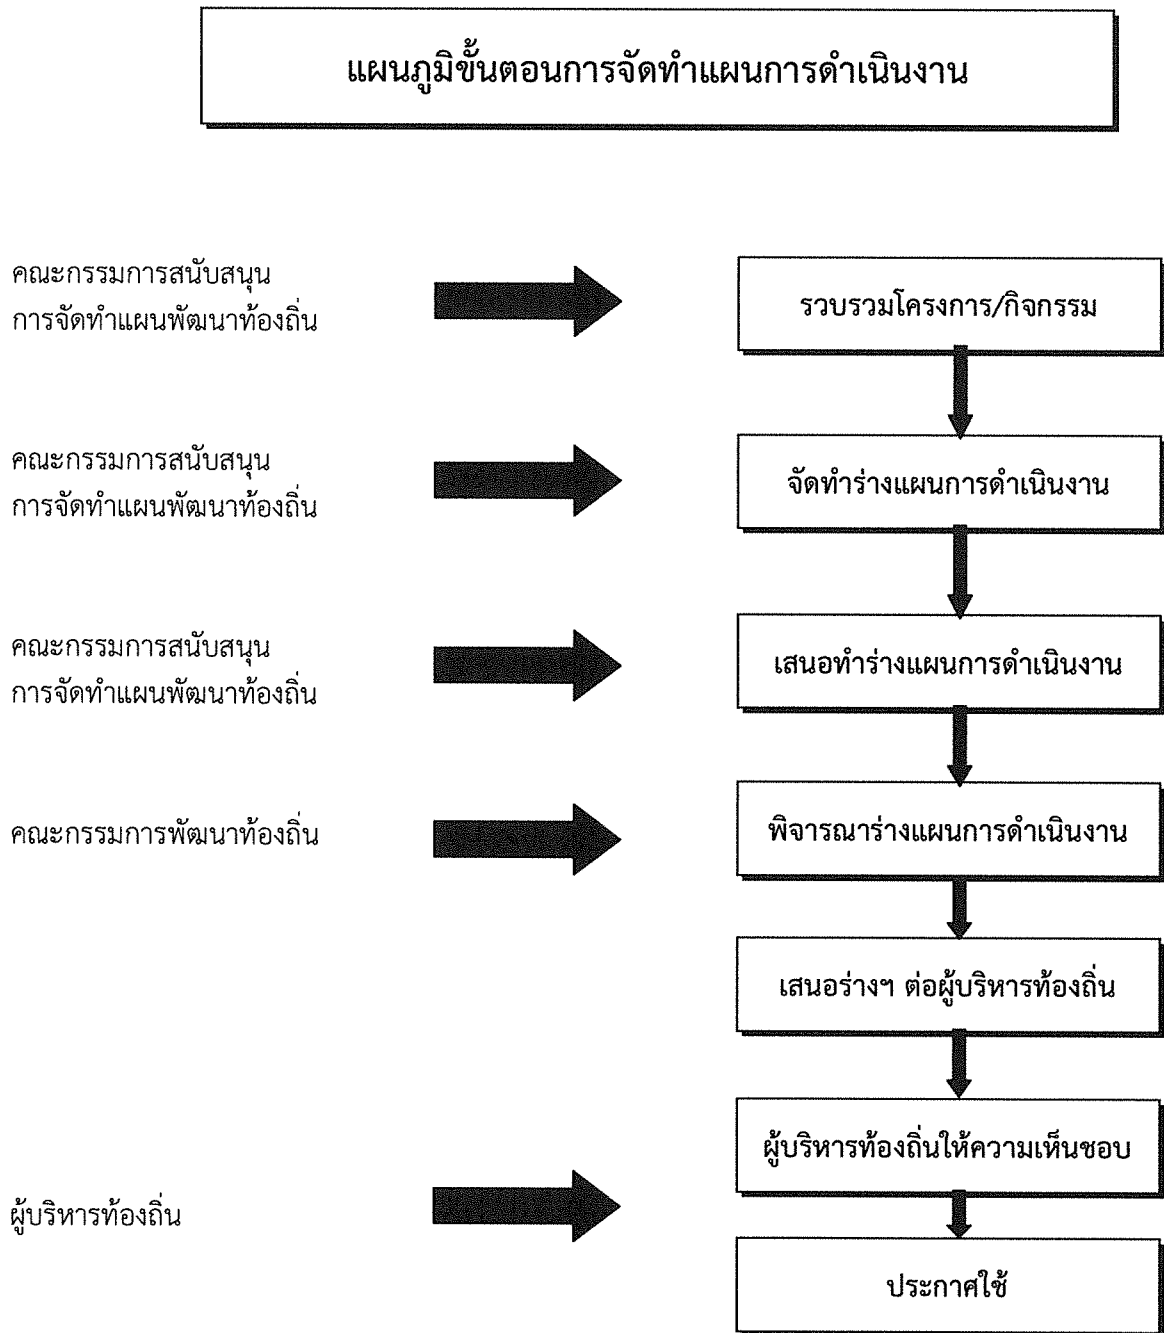 แผนภูมิขั้นตอนการจัดทำแผนการดำเนินงาน
คณะกรรมการสนับสนุน
การจัดทำแผนพัฒนาท้องถิ่น
รวบรวมโครงการ/กิจกรรม
คณะกรรมการสนับสนุน
การจัดทำแผนพัฒนาท้องถิ่น
จัดทำร่างแผนการดำเนินงาน
คณะกรรมการสนับสนุน
การจัดทำแผนพัฒนาท้องถิ่น
เสนอทำร่างแผนการดำเนินงาน
คณะกรรมการพัฒนาท้องถิ่น
พิจารณาร่างแผนการดำเนินงาน
เสนอร่างฯ ต่อผู้บริหารท้องถิ่น
ผู้บริหารท้องถิ่นให้ความเห็นชอบ
ผู้บริหารท้องถิ่น
ประกาศใช้